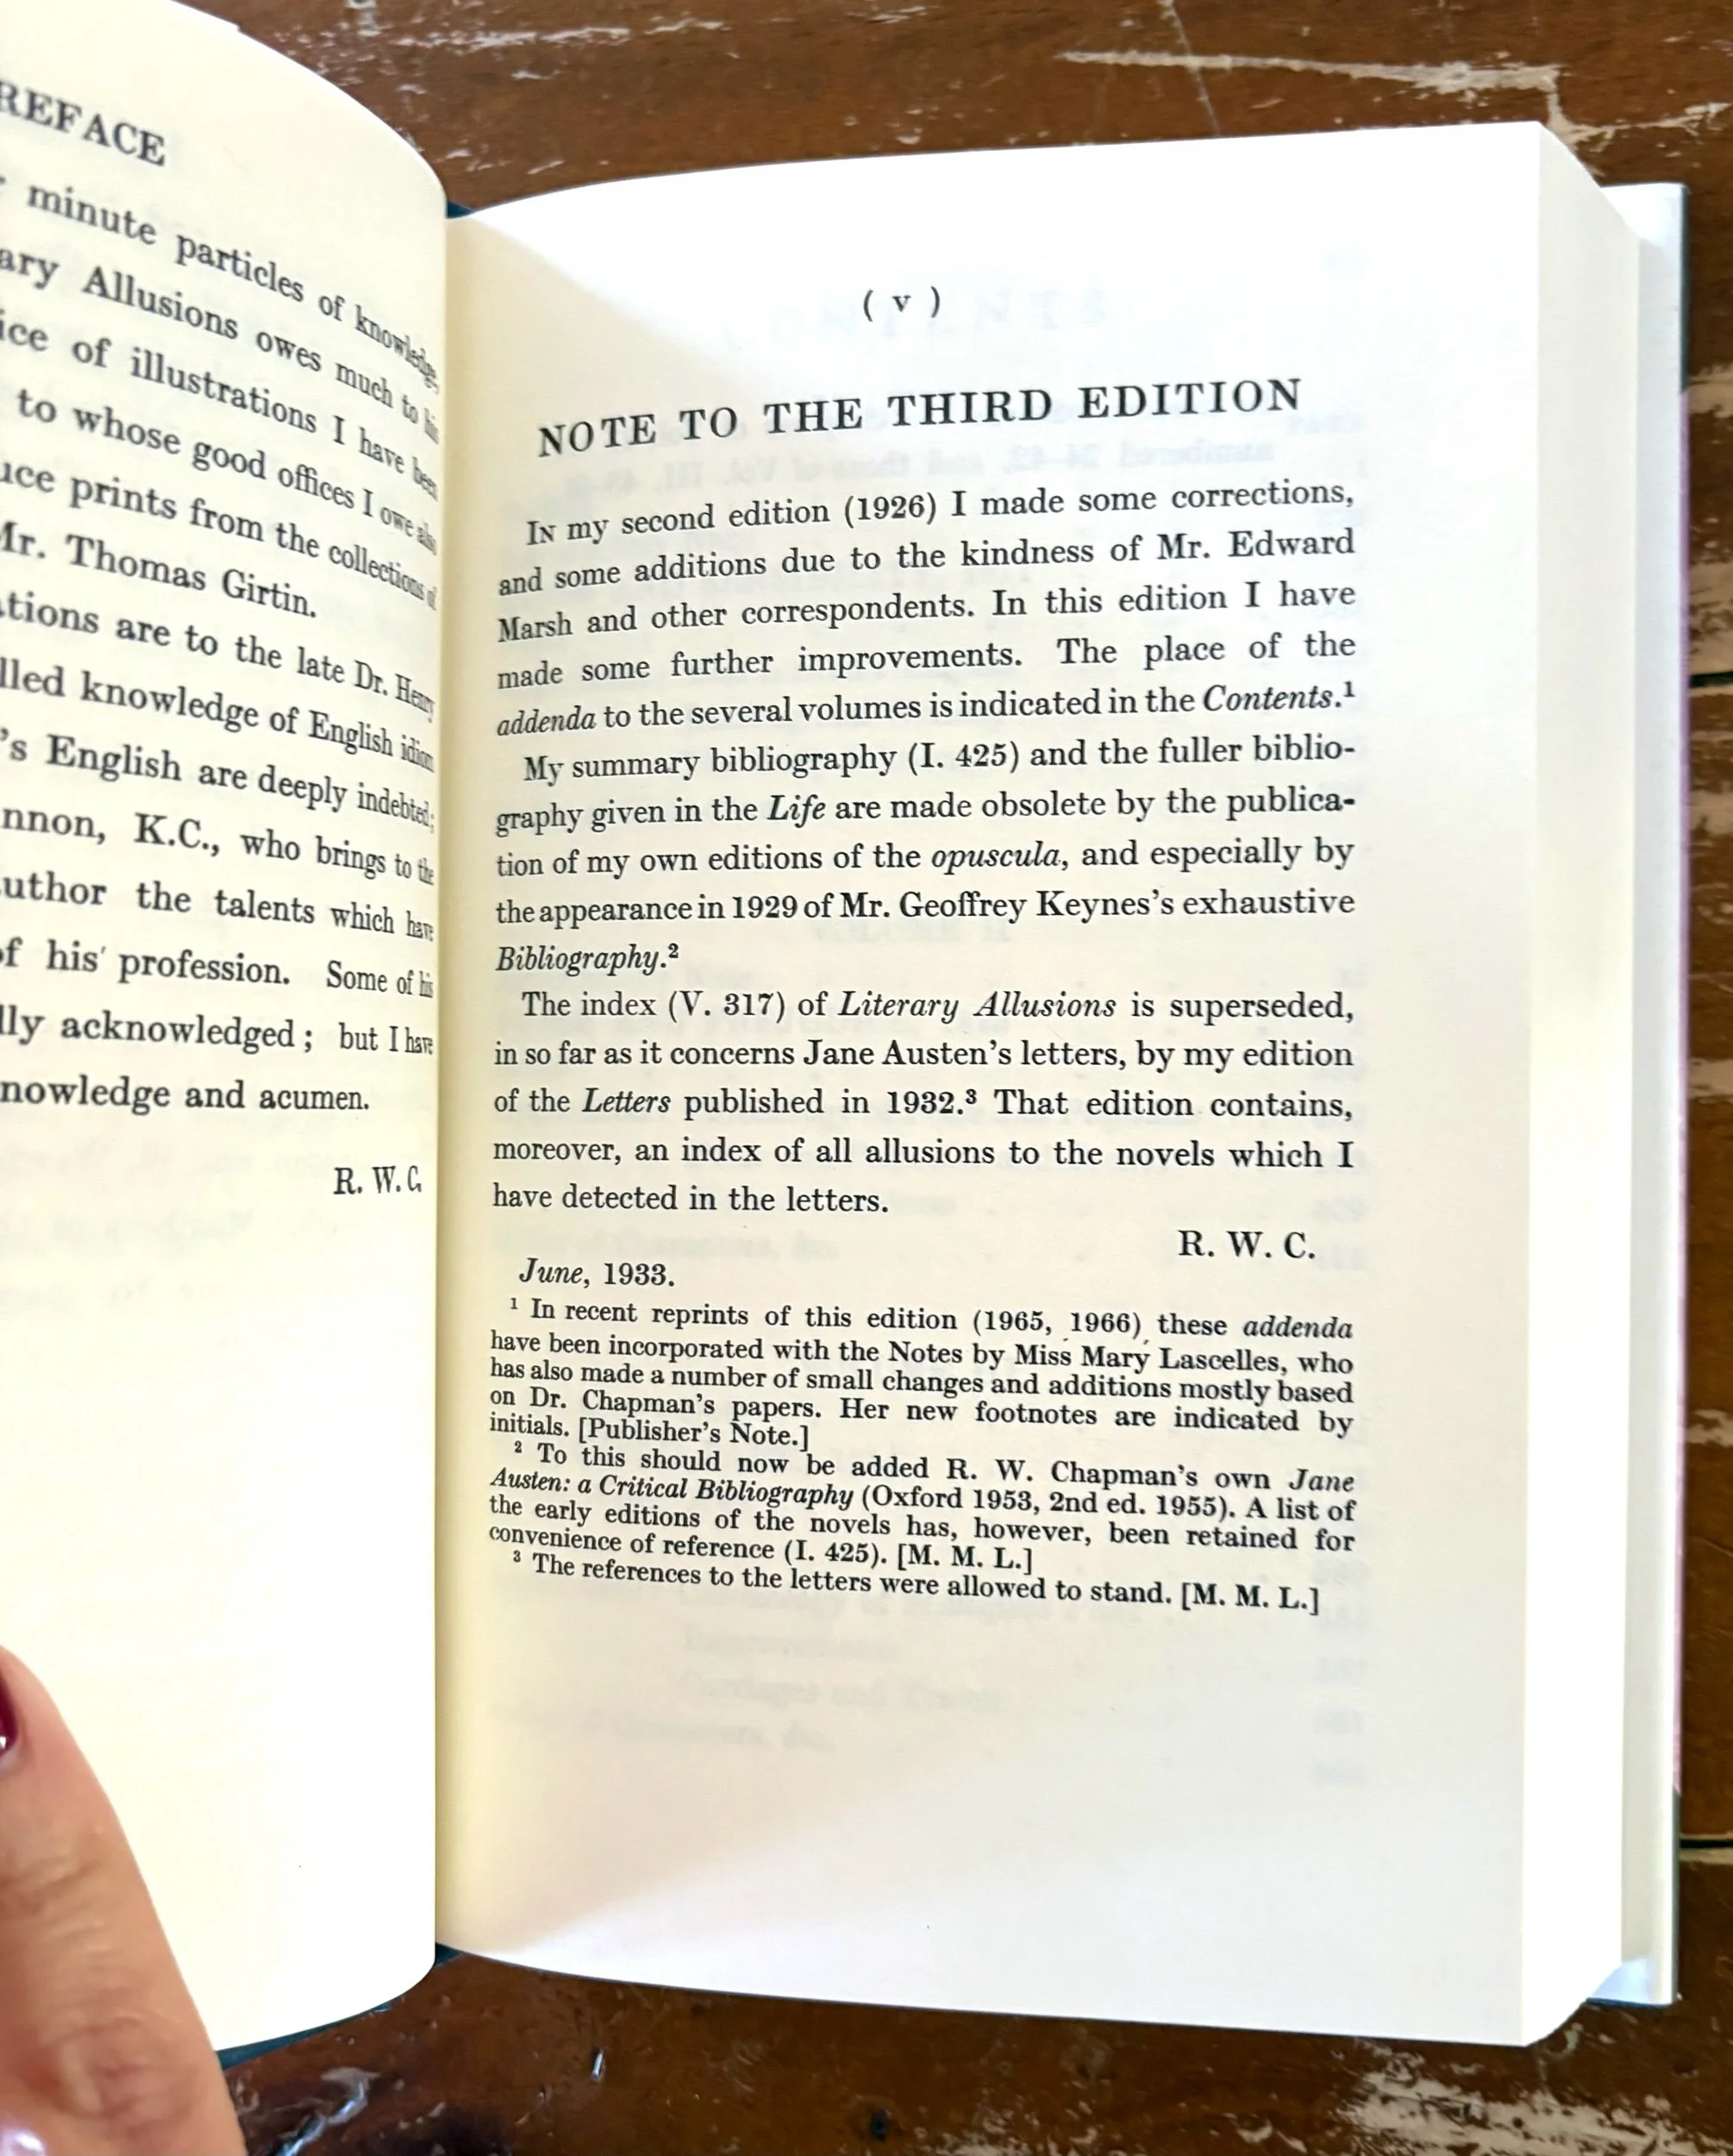 REFACE
minute particles of knowledge,
ary Allusions owes much to his
ice of illustrations I have been
to whose good offices I owe also
uce prints from the collections of
Mr. Thomas Girtin.
tions are to the late Dr. Henry
lled knowledge of English idiom
's English are deeply indebted;
nnon, K.C., who brings to the
uthor the talents which have
of his profession. Some of his
lly acknowledged; but I have
nowledge and acumen.
R. W. C
( v )
NOTE TO THE THIRD EDITION
In my second edition (1926) I made some corrections,
and some additions due to the kindness of Mr. Edward
Marsh and other correspondents. In this edition I have
made some further improvements. The place of the
addenda to the several volumes is indicated in the Contents.¹
My summary bibliography (I. 425) and the fuller biblio-
graphy given in the Life are made obsolete by the publica-
tion of my own editions of the opuscula, and especially by
the appearance in 1929 of Mr. Geoffrey Keynes's exhaustive
Bibliography.²
The index (V. 317) of Literary Allusions is superseded,
in so far as it concerns Jane Austen's letters, by my edition
of the Letters published in 1932.³ That edition contains,
moreover, an index of all allusions to the novels which I
have detected in the letters.
R. W. C.
June, 1933.
¹ In recent reprints of this edition (1965, 1966) these addenda
have been incorporated with the Notes by Miss Mary Lascelles, who
has also made a number of small changes and additions mostly based
on Dr. Chapman's papers. Her new footnotes are indicated by
initials. [Publisher's Note.]
² To this should now be added R. W. Chapman's own Jane
Austen: a Critical Bibliography (Oxford 1953, 2nd ed. 1955). A list of
the early editions of the novels has, however, been retained for
convenience of reference (I. 425). [M. M. L.]
³ The references to the letters were allowed to stand. [M. M. L.]